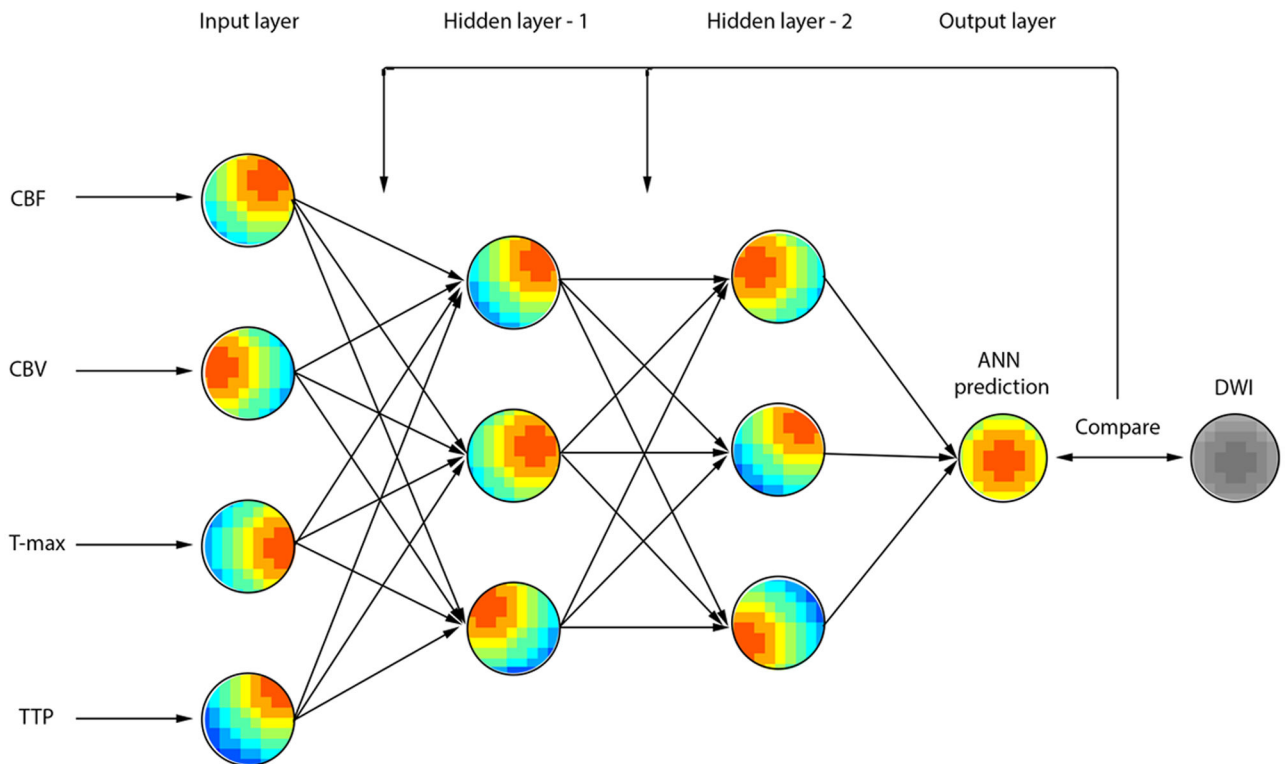 Input layer
Hidden layer - 1
Hidden layer - 2
Output layer
CBF
CBV
T-max
TTP
ANN
prediction
Compare
DWI